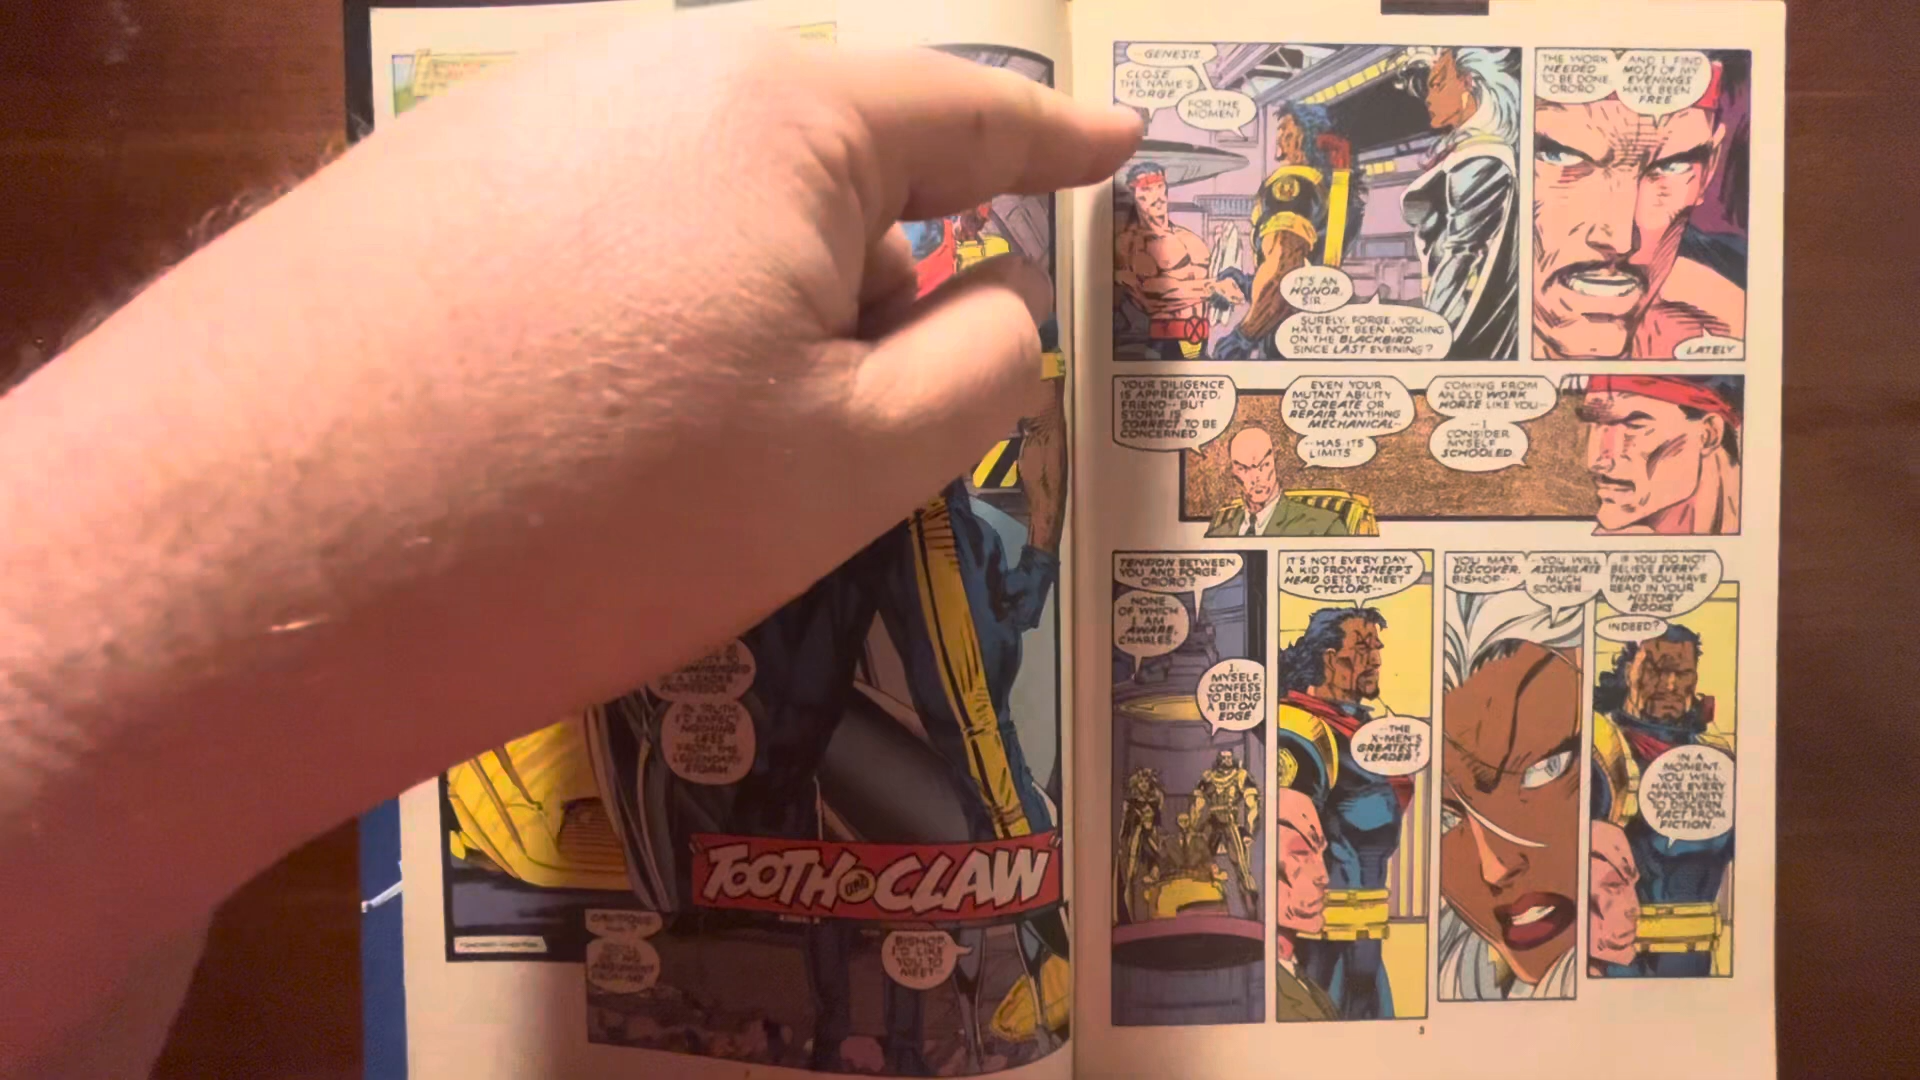 IN TRUTH
I'D EXPECT
NOTHING
LESS
FROM THE
LEGENDARY
STORM.
"TOOTH AND CLAW"
BISHOP,
I'D LIKE
YOU TO
MEET--
--GENESIS.
CLOSE
THE NAME'S
FORGE
FOR THE
MOMENT
IT'S AN
HONOR,
SIR.
SURELY, FORGE, YOU
HAVE NOT BEEN WORKING
ON THE BLACKBIRD
SINCE LAST EVENING?
THE WORK
NEEDED
TO BE DONE,
ORORO.
AND I FIND
MOST OF MY
EVENINGS
HAVE BEEN
FREE
LATELY
YOUR DILIGENCE
IS APPRECIATED,
FRIEND--BUT
STORM IS
CORRECT TO BE
CONCERNED
EVEN YOUR
MUTANT ABILITY
TO CREATE OR
REPAIR ANYTHING
MECHANICAL--
--HAS ITS
LIMITS
COMING FROM
AN OLD WORK
HORSE LIKE YOU--
--I
CONSIDER
MYSELF
SCHOOLED.
TENSION BETWEEN
YOU AND FORGE,
ORORO?
NONE
OF WHICH
I AM
AWARE,
CHARLES.
I,
MYSELF,
CONFESS
TO BEING
A BIT ON
EDGE
IT'S NOT EVERY DAY
A KID FROM SHEEP'S
HEAD GETS TO MEET
CYCLOPS--
--THE
X-MEN'S
GREATEST
LEADER!
YOU MAY
DISCOVER,
BISHOP--
--YOU WILL
ASSIMILATE
MUCH
SOONER...
IF YOU DO NOT
BELIEVE EVERY-
THING YOU HAVE
READ IN YOUR
HISTORY
BOOKS
INDEED?
IN A
MOMENT,
YOU WILL
HAVE EVERY
OPPORTUNITY
TO DISCERN
FACT FROM
FICTION.
3